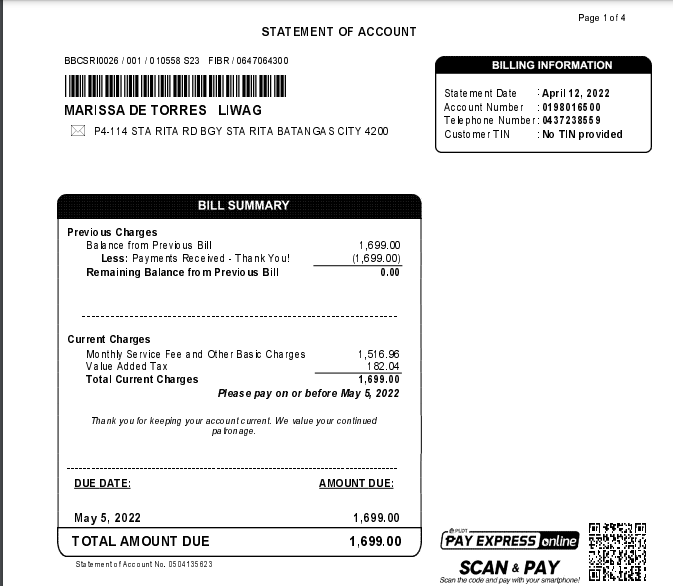 Page 1 of 4
STATEMENT OF ACCOUNT
BBCSRI0026 / 001 / 010558 S23 FIBR / 0647064300
MARISSA DE TORRES LIWAG
P4-114 STA RITA RD BGY STA RITA BATANGAS CITY 4200
BILLING INFORMATION
Statement Date : April 12, 2022
Account Number : 0198016500
Telephone Number : 0437238559
Customer TIN : No TIN provided
BILL SUMMARY
Previous Charges
Balance from Previous Bill 1,699.00
Less: Payments Received - Thank You! (1,699.00)
Remaining Balance from Previous Bill 0.00
Current Charges
Monthly Service Fee and Other Basic Charges 1,516.96
Value Added Tax 182.04
Total Current Charges 1,699.00
Please pay on or before May 5, 2022
Thank you for keeping your account current. We value your continued
patronage.
DUE DATE: AMOUNT DUE:
May 5, 2022 1,699.00
TOTAL AMOUNT DUE 1,699.00
Statement of Account No. 0504135623
PLDT
PAY EXPRESS online
SCAN & PAY
Scan the code and pay with your smartphone!